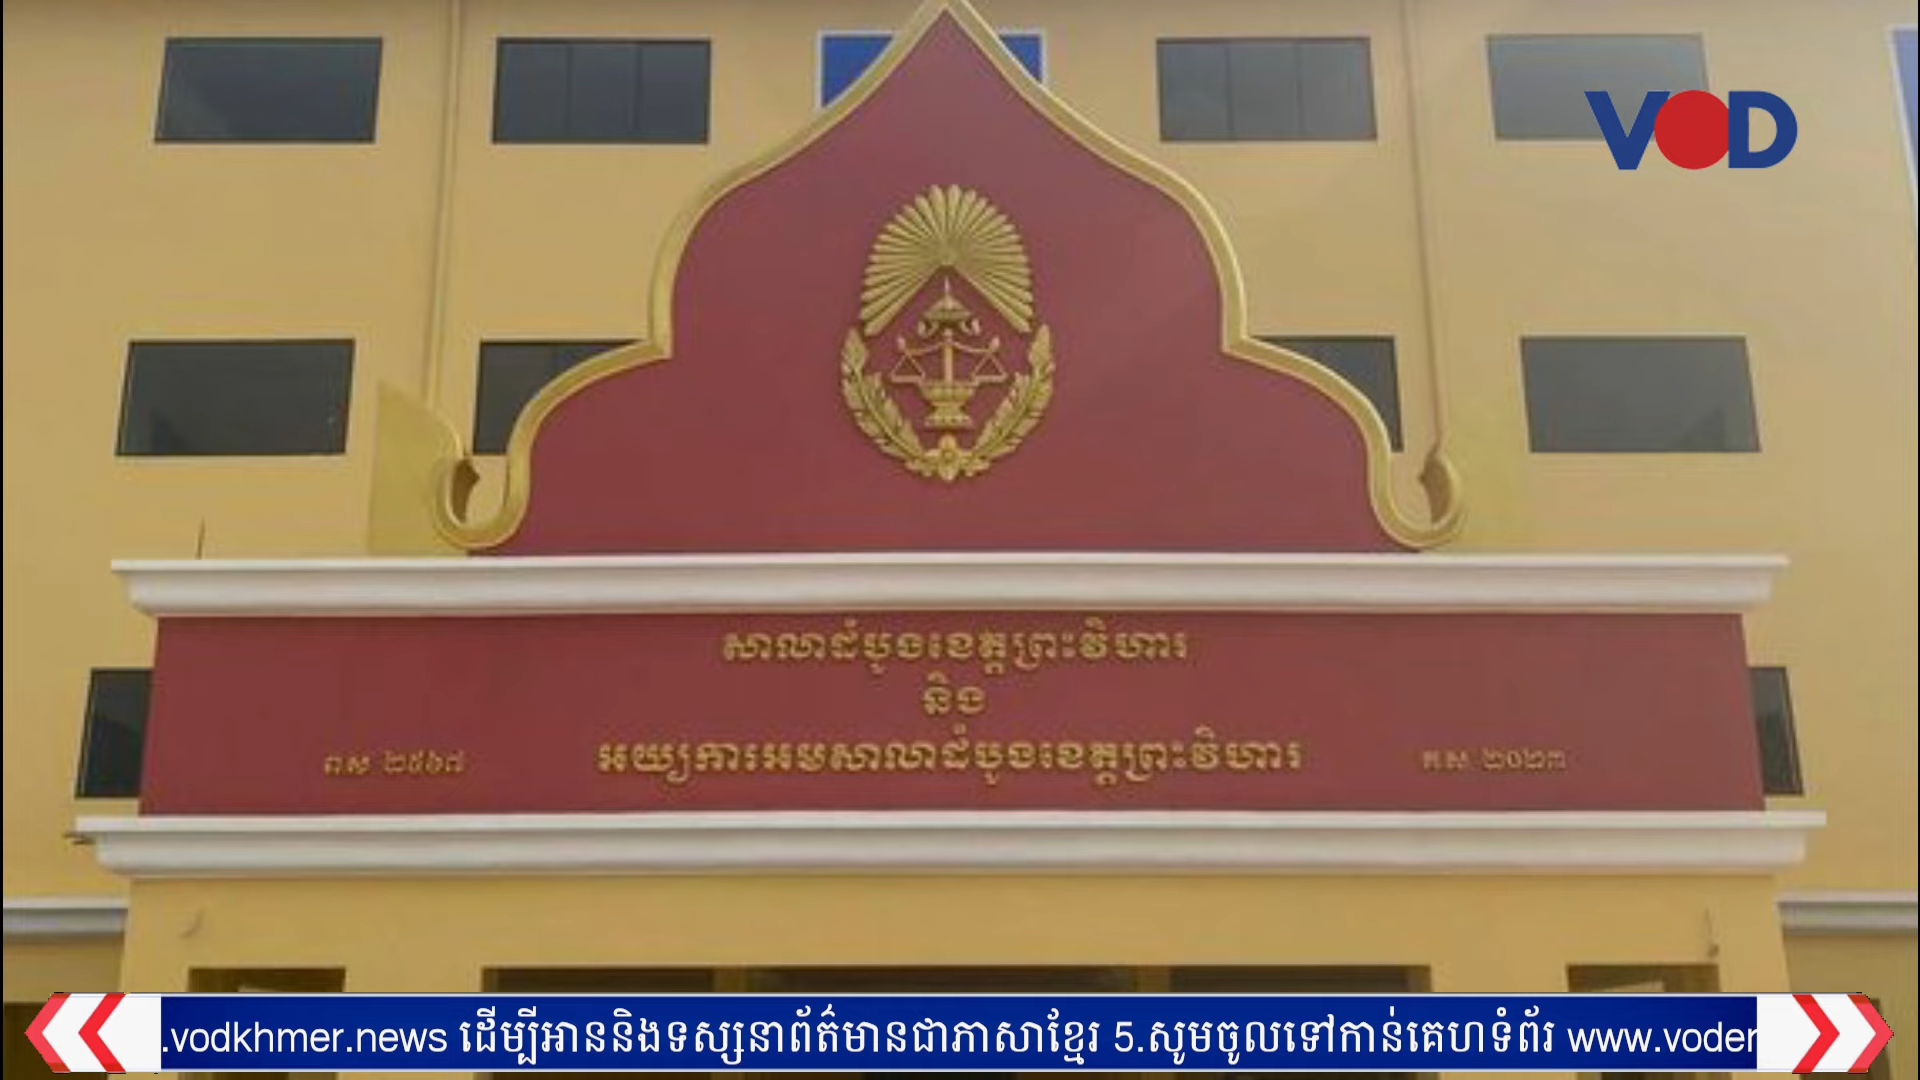 VOD
សាលាដំបូងខេត្តព្រះវិហារ
និង
អយ្យការអមសាលាដំបូងខេត្តព្រះវិហារ
ព.ស ២៥៦៧
គ.ស ២០២៣
.vodkhmer.news ដើម្បីអាននិងទស្សនាព័ត៌មានជាភាសាខ្មែរ 5.សូមចូលទៅកាន់គេហទំព័រ www.voder